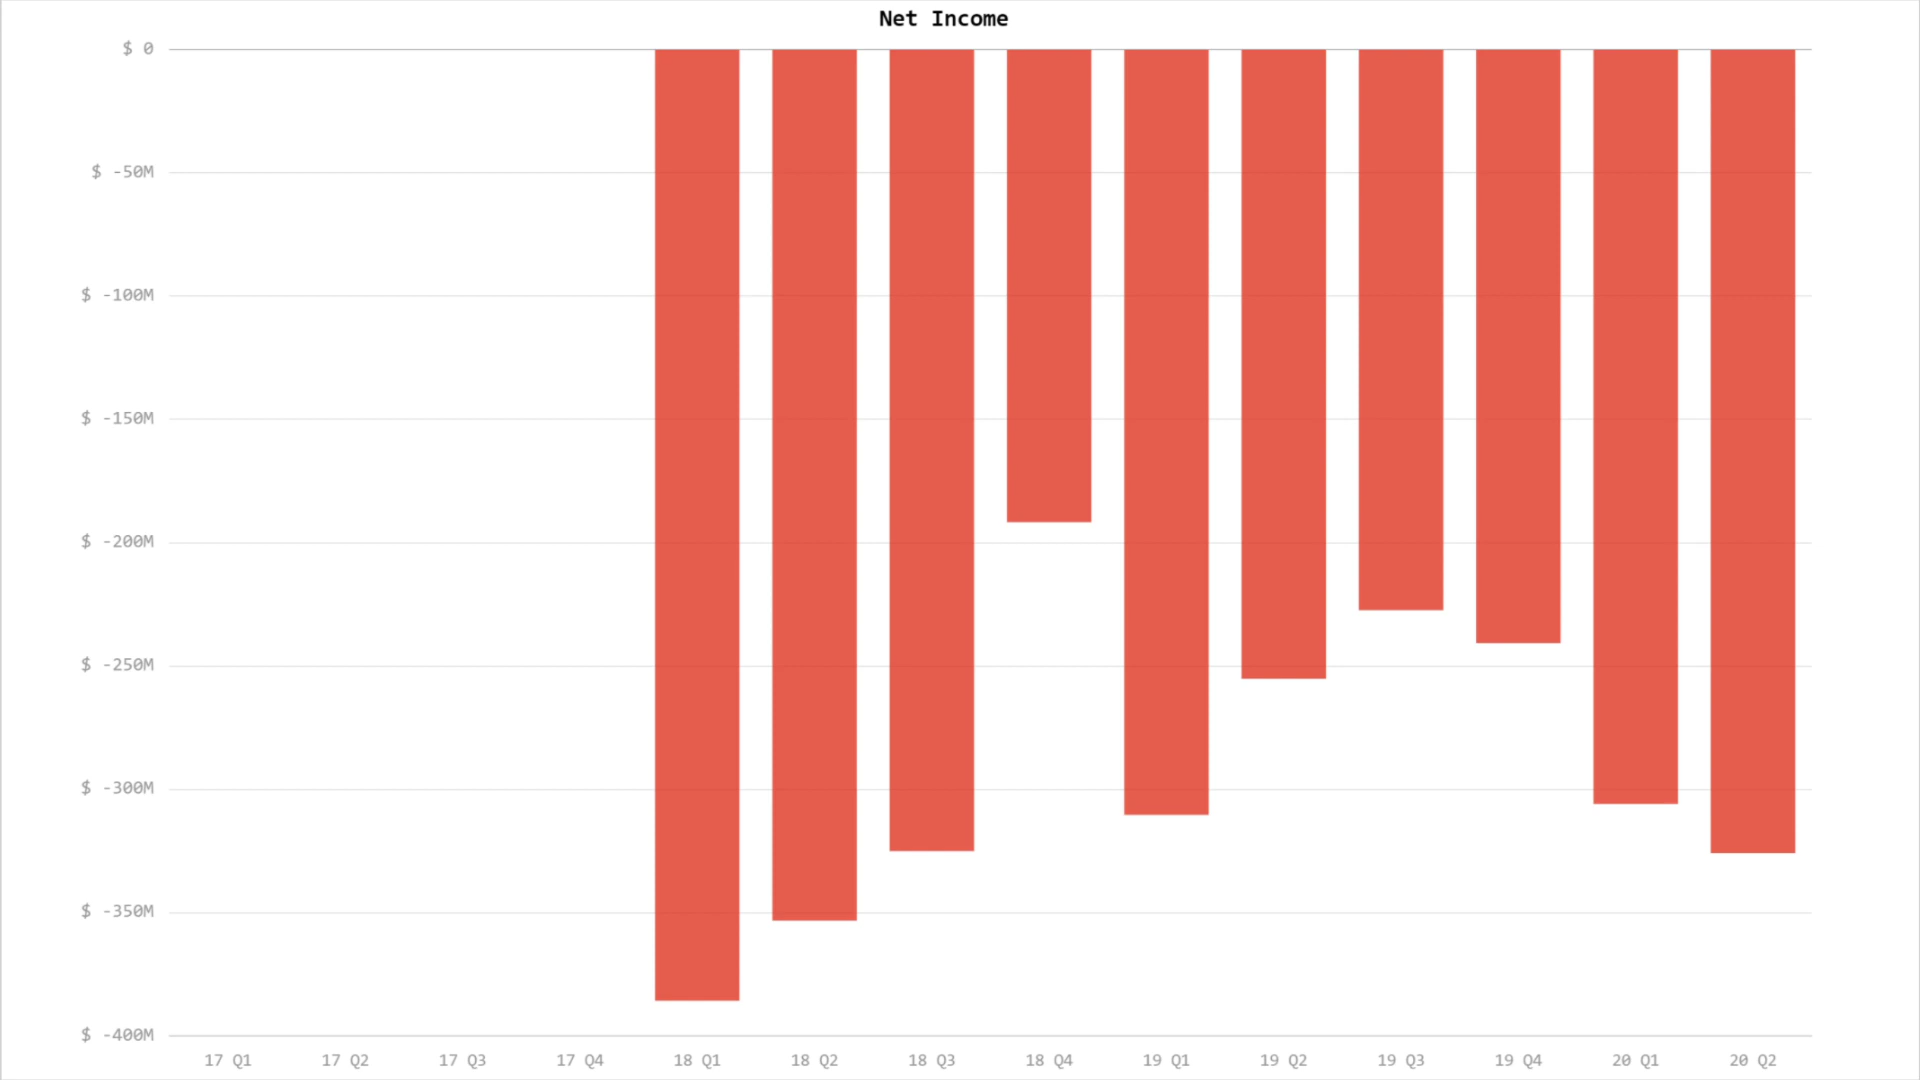 Net Income
$ 0
$ -50M
$ -100M
$ -150M
$ -200M
$ -250M
$ -300M
$ -350M
$ -400M
17 Q1 17 Q2 17 Q3 17 Q4 18 Q1 18 Q2 18 Q3 18 Q4 19 Q1 19 Q2 19 Q3 19 Q4 20 Q1 20 Q2